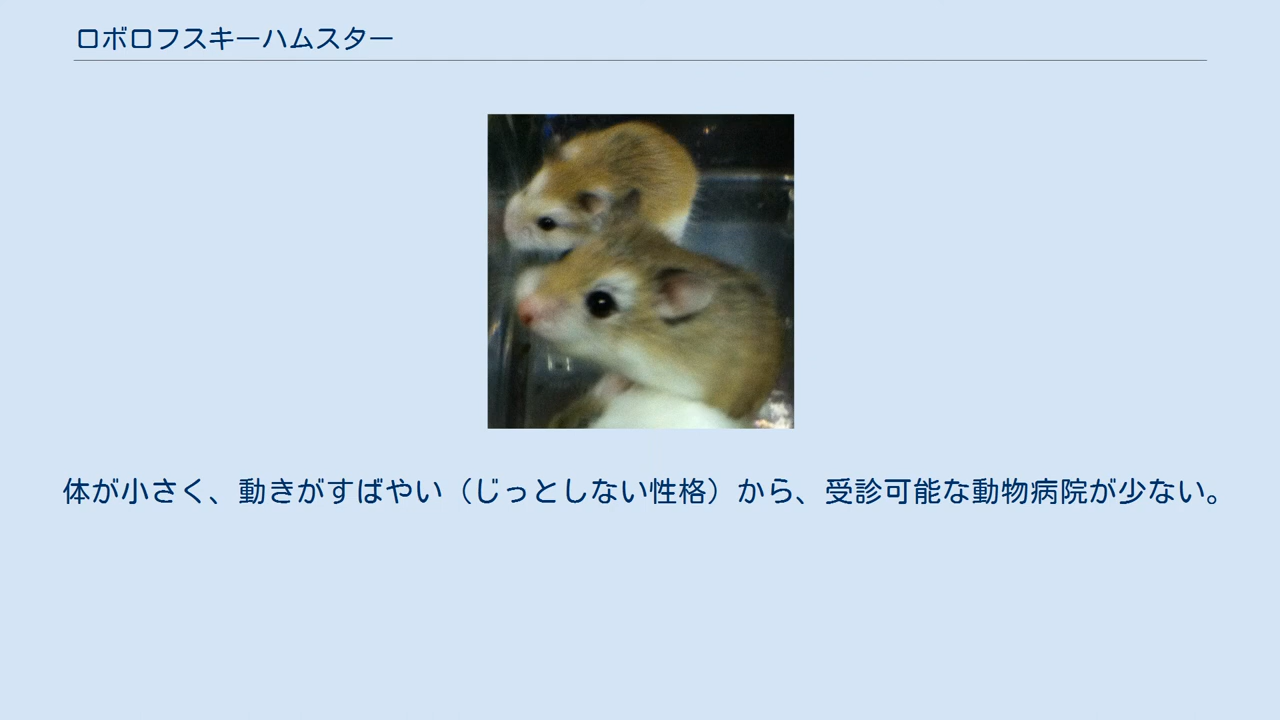 ロボロフスキーハムスター
体が小さく、動きがすばやい（じっとしない性格）から、受診可能な動物病院が少ない。